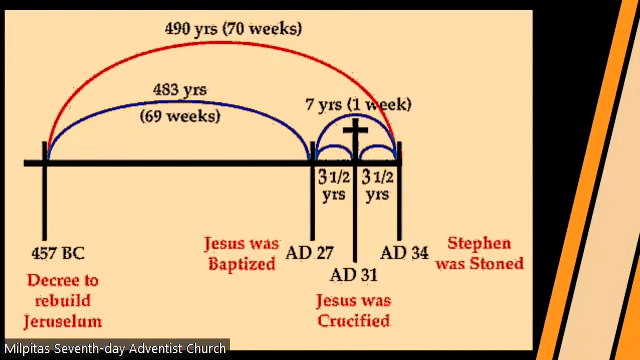 490 yrs (70 weeks)
483 yrs
(69 weeks)
7 yrs (1 week)
3 1/2
yrs
3 1/2
yrs
457 BC
Decree to
rebuild
Jeruselum
Jesus was
Baptized
AD 27
AD 31
Jesus was
Crucified
AD 34
Stephen
was Stoned
Milpitas Seventh-day Adventist Church